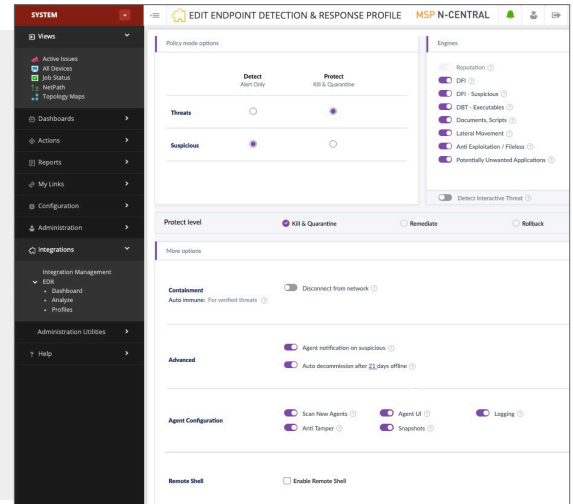 SYSTEM
EDIT ENDPOINT DETECTION & RESPONSE PROFILE
MSP N-CENTRAL
Views
Active Issues
All Devices
Job Status
NetPath
Topology Maps
Dashboards
Actions
Reports
My Links
Configuration
Administration
Integrations
Integration Management
EDR
Dashboard
Analyze
Profiles
Administration Utilities
? Help
Policy mode options
Detect
Alert Only
Protect
Kill & Quarantine
Threats
Suspicious
Engines
Reputation ?
DFI ?
DFI - Suspicious ?
DBT - Executables ?
Documents, Scripts ?
Lateral Movement ?
Anti Exploitation / Fileless ?
Potentially Unwanted Applications ?
Detect Interactive Threat ?
Protect level
Kill & Quarantine
Remediate
Rollback
More options
Containment
Auto immune: For verified threats ?
Disconnect from network ?
Advanced
Agent notification on suspicious ?
Auto decommission after 21 days offline ?
Agent Configuration
Scan New Agents ?
Agent UI ?
Logging ?
Anti Tamper ?
Snapshots ?
Remote Shell
Enable Remote Shell